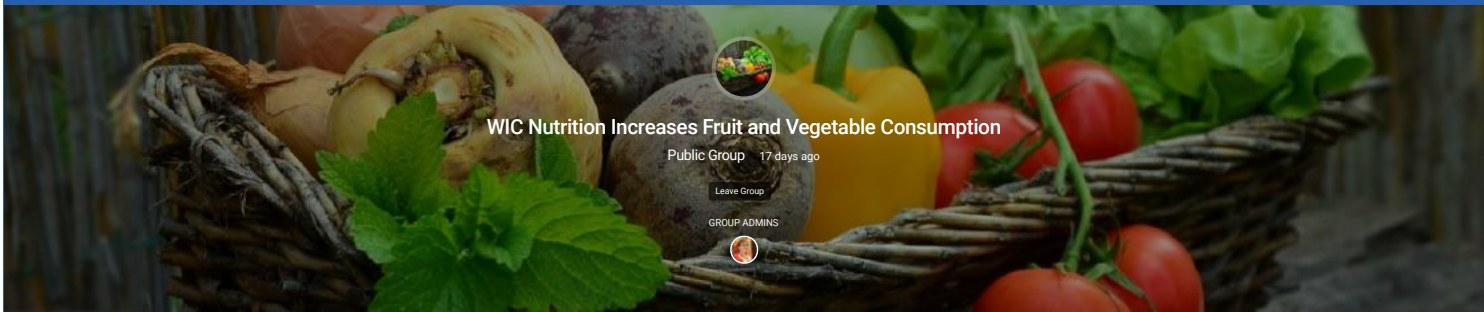 WIC Nutrition Increases Fruit and Vegetable Consumption
Public Group 17 days ago
Leave Group
GROUP ADMINS